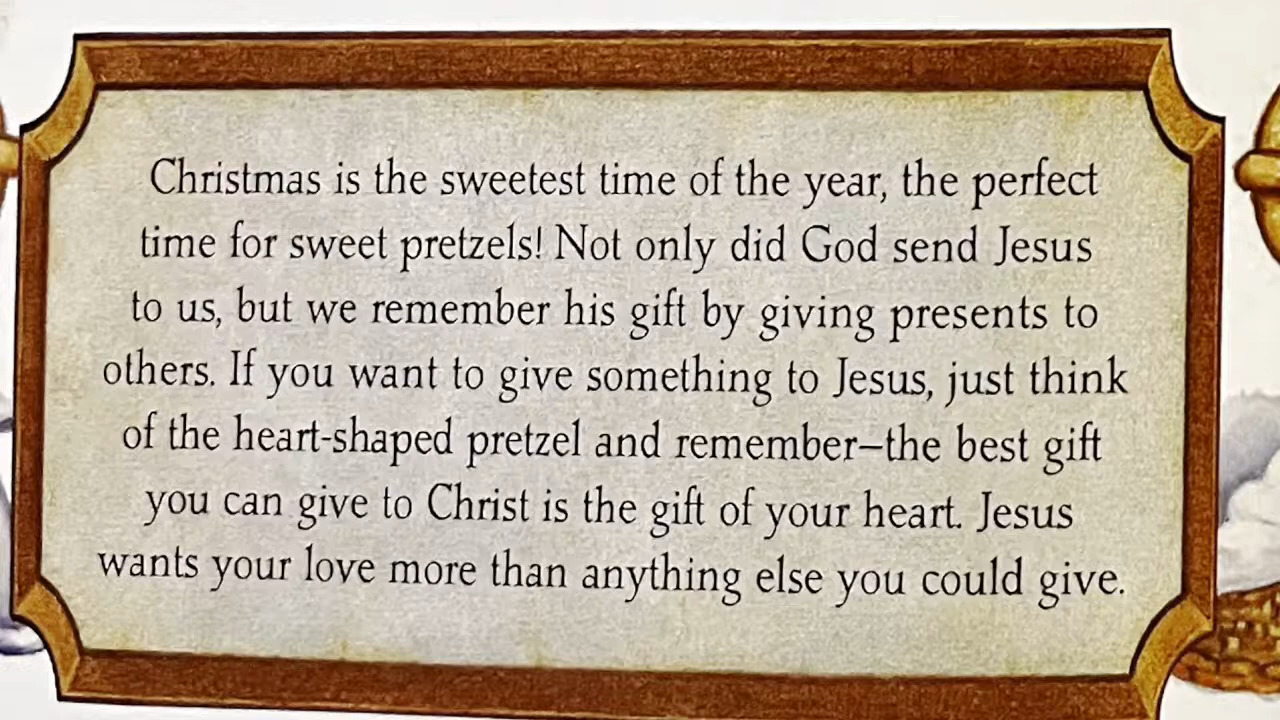 Christmas is the sweetest time of the year, the perfect
time for sweet pretzels! Not only did God send Jesus
to us, but we remember his gift by giving presents to
others. If you want to give something to Jesus, just think
of the heart-shaped pretzel and remember–the best gift
you can give to Christ is the gift of your heart. Jesus
wants your love more than anything else you could give.